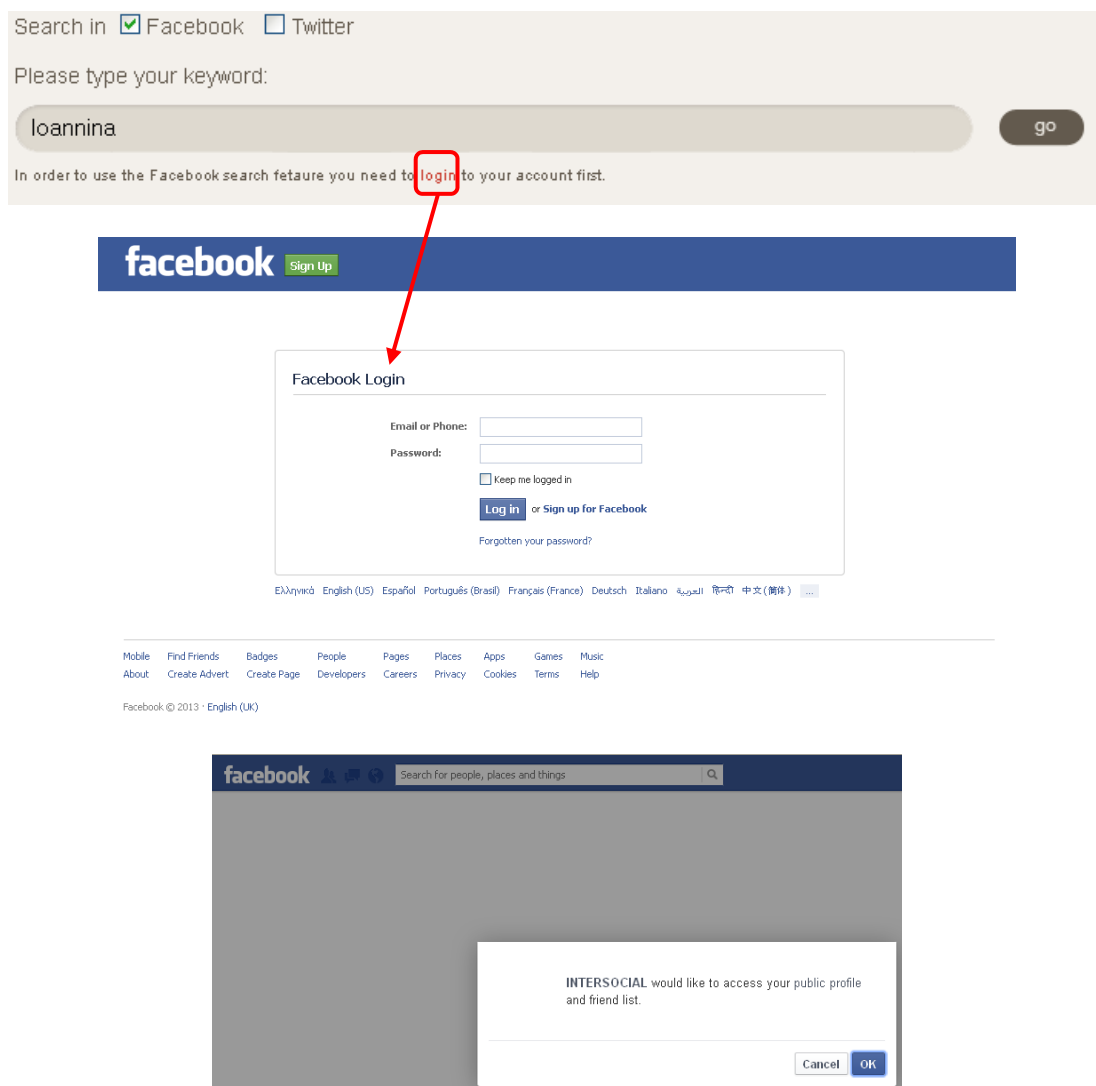 Search in Facebook Twitter
Please type your keyword:
Ioannina
go
In order to use the Facebook search fetaure you need to login to your account first.
facebook Sign Up
Facebook Login
Email or Phone:
Password:
Keep me logged in
Log in or Sign up for Facebook
Forgotten your password?
Ελληνικά English (US) Español Português (Brasil) Français (France) Deutsch Italiano العربية हिन्दी 中文(简体) ...
Mobile Find Friends Badges People Pages Places Apps Games Music
About Create Advert Create Page Developers Careers Privacy Cookies Terms Help
Facebook © 2013 · English (UK)
facebook Search for people, places and things
INTERSOCIAL would like to access your public profile
and friend list.
Cancel OK